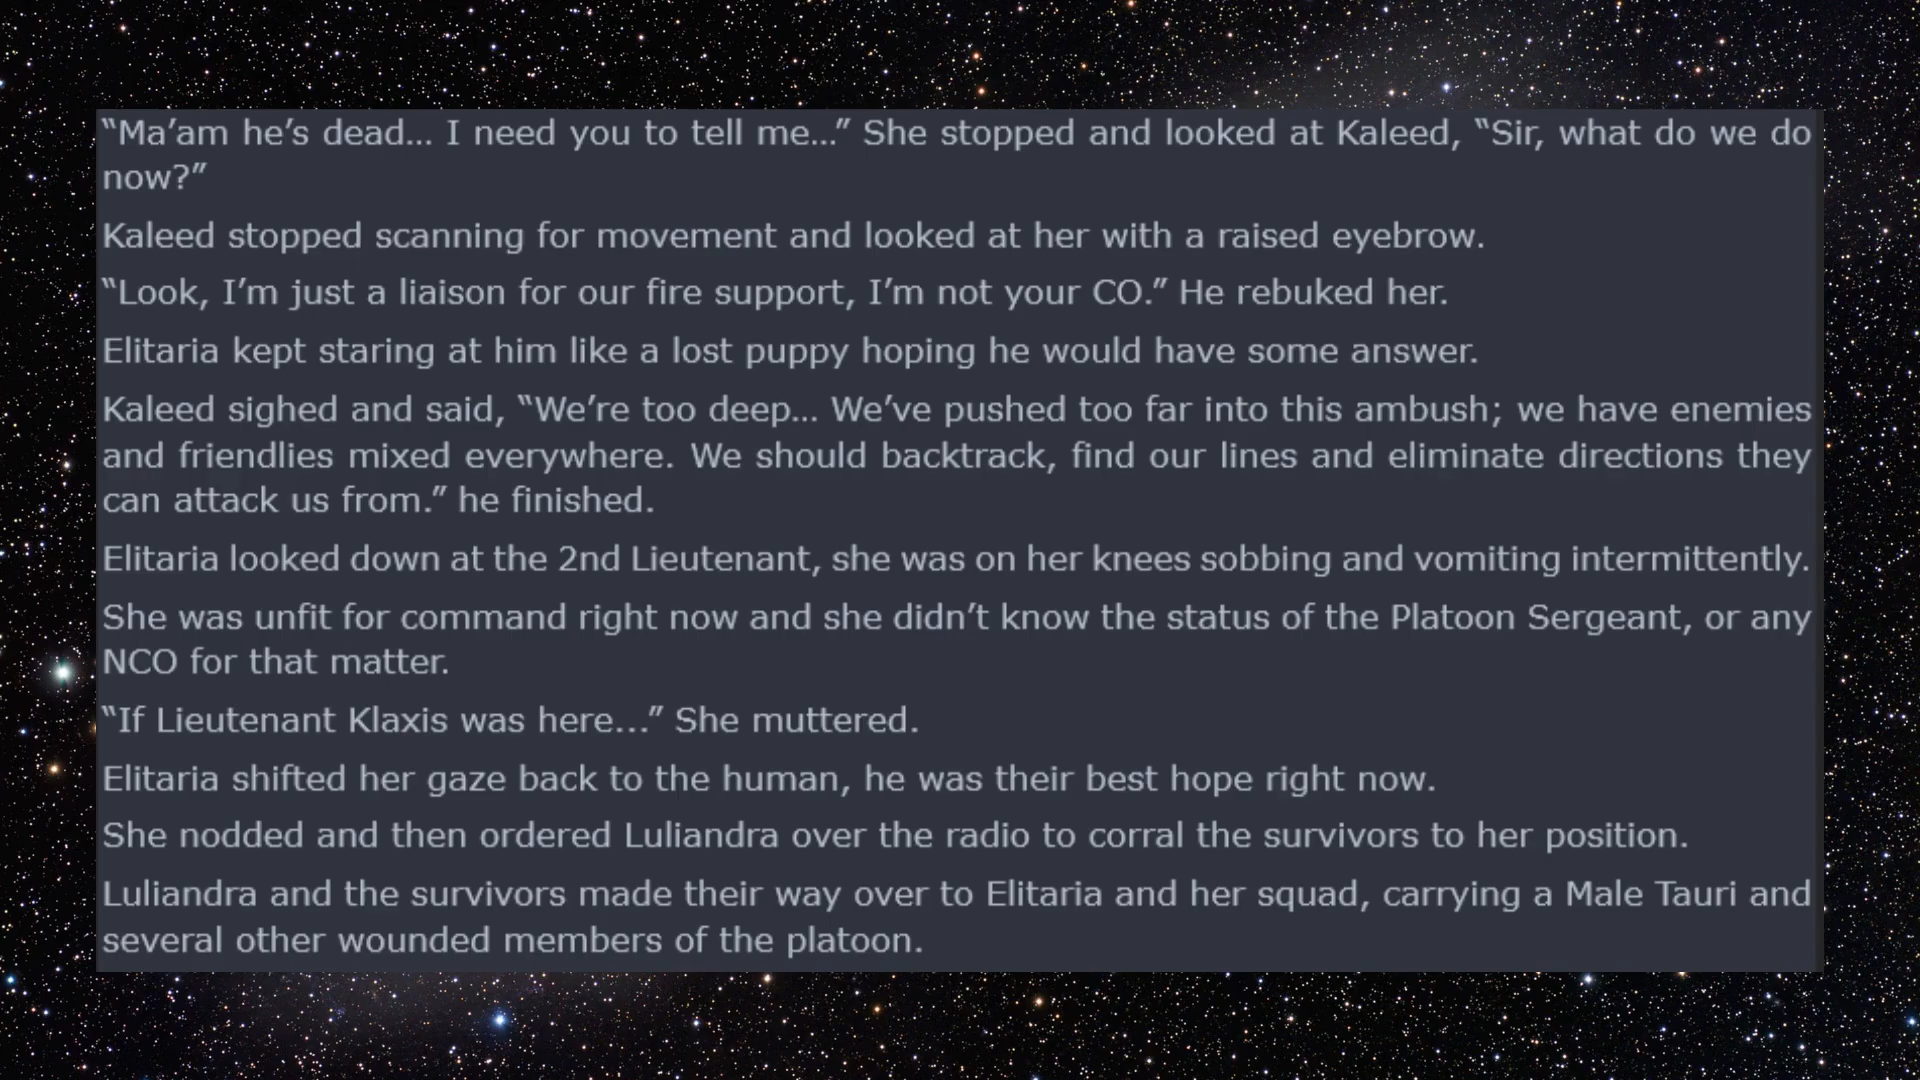 “Ma’am he’s dead… I need you to tell me…” She stopped and looked at Kaleed, “Sir, what do we do
now?”
Kaleed stopped scanning for movement and looked at her with a raised eyebrow.
“Look, I’m just a liaison for our fire support, I’m not your CO.” He rebuked her.
Elitaria kept staring at him like a lost puppy hoping he would have some answer.
Kaleed sighed and said, “We’re too deep… We’ve pushed too far into this ambush; we have enemies
and friendlies mixed everywhere. We should backtrack, find our lines and eliminate directions they
can attack us from.” he finished.
Elitaria looked down at the 2nd Lieutenant, she was on her knees sobbing and vomiting intermittently.
She was unfit for command right now and she didn’t know the status of the Platoon Sergeant, or any
NCO for that matter.
“If Lieutenant Klaxis was here…” She muttered.
Elitaria shifted her gaze back to the human, he was their best hope right now.
She nodded and then ordered Luliandra over the radio to corral the survivors to her position.
Luliandra and the survivors made their way over to Elitaria and her squad, carrying a Male Tauri and
several other wounded members of the platoon.